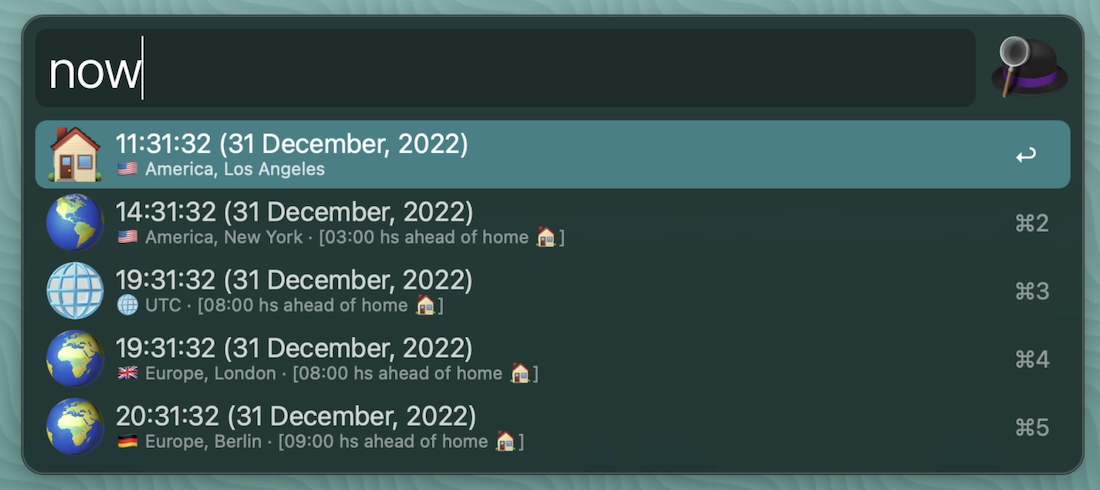 now
11:31:32 (31 December, 2022)
🇺🇸 America, Los Angeles
↩
14:31:32 (31 December, 2022)
🇺🇸 America, New York · [03:00 hs ahead of home 🏠]
⌘2
19:31:32 (31 December, 2022)
🌐 UTC · [08:00 hs ahead of home 🏠]
⌘3
19:31:32 (31 December, 2022)
🇬🇧 Europe, London · [08:00 hs ahead of home 🏠]
⌘4
20:31:32 (31 December, 2022)
🇩🇪 Europe, Berlin · [09:00 hs ahead of home 🏠]
⌘5